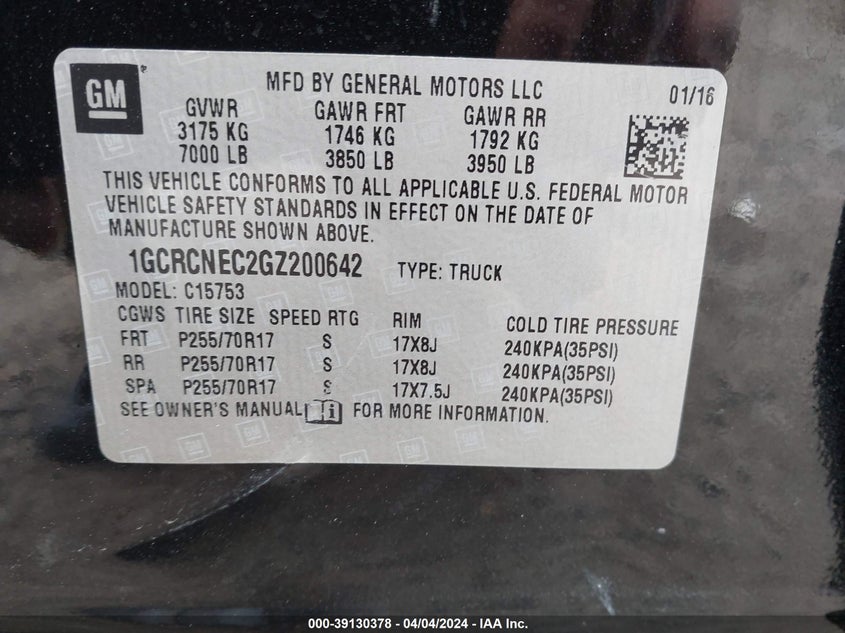 GM
MFD BY GENERAL MOTORS LLC 01/16
GVWR GAWR FRT GAWR RR
3175 KG 1746 KG 1792 KG
7000 LB 3850 LB 3950 LB
THIS VEHICLE CONFORMS TO ALL APPLICABLE U.S. FEDERAL MOTOR
VEHICLE SAFETY STANDARDS IN EFFECT ON THE DATE OF
MANUFACTURE SHOWN ABOVE.
1GCRCNEC2GZ200642 TYPE: TRUCK
MODEL: C15753
CGWS TIRE SIZE SPEED RTG RIM COLD TIRE PRESSURE
FRT P255/70R17 S 17X8J 240KPA(35PSI)
RR P255/70R17 S 17X8J 240KPA(35PSI)
SPA P255/70R17 S 17X7.5J 240KPA(35PSI)
SEE OWNER'S MANUAL FOR MORE INFORMATION.
000-39130378 - 04/04/2024 - IAA Inc.